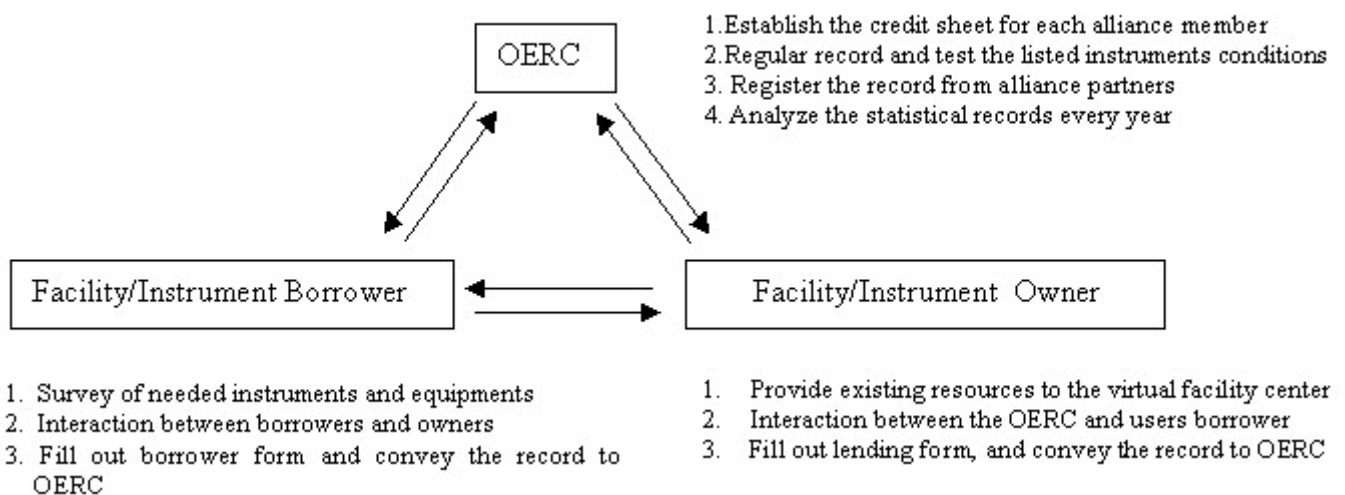 OERC
1.Establish the credit sheet for each alliance member
2.Regular record and test the listed instruments conditions
3. Register the record from alliance partners
4. Analyze the statistical records every year
Facility/Instrument Borrower
Facility/Instrument Owner
1. Survey of needed instruments and equipments
2. Interaction between borrowers and owners
3. Fill out borrower form and convey the record to
OERC
1. Provide existing resources to the virtual facility center
2. Interaction between the OERC and users borrower
3. Fill out lending form, and convey the record to OERC